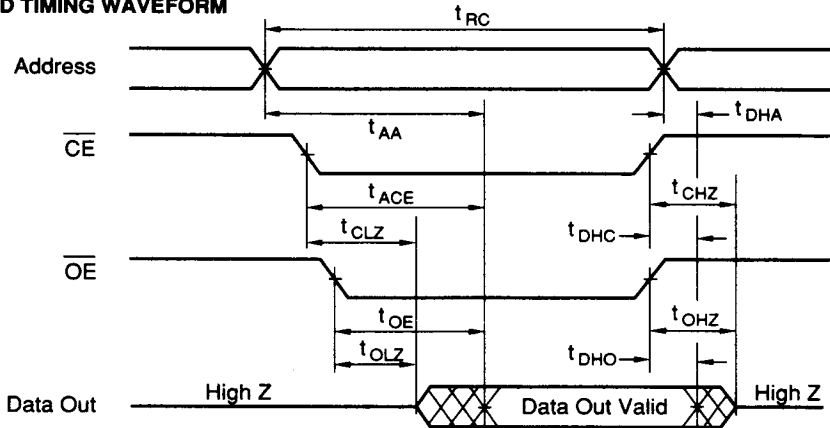 D TIMING WAVEFORM
tRC
Address
tAA
tDHA
CE
tACE
tCHZ
tCLZ
tDHC
OE
tOE
tOHZ
tOLZ
tDHO
Data Out
High Z
Data Out Valid
High Z